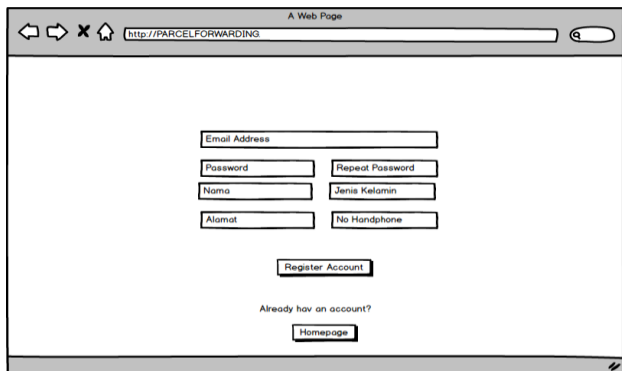 A Web Page
http://PARCELFORWARDING.
Email Address
Password Repeat Password
Nama Jenis Kelamin
Alamat No Handphone
Register Account
Already hav an account?
Homepage